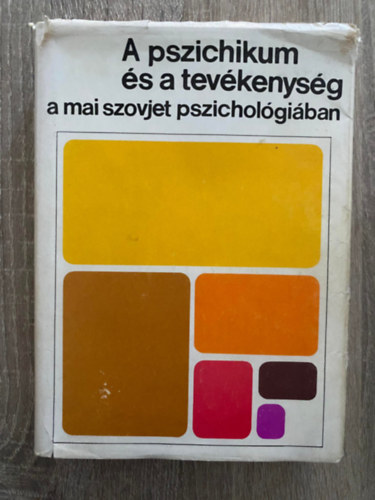 A pszichikum
és a tevékenység
a mai szovjet pszichológiában